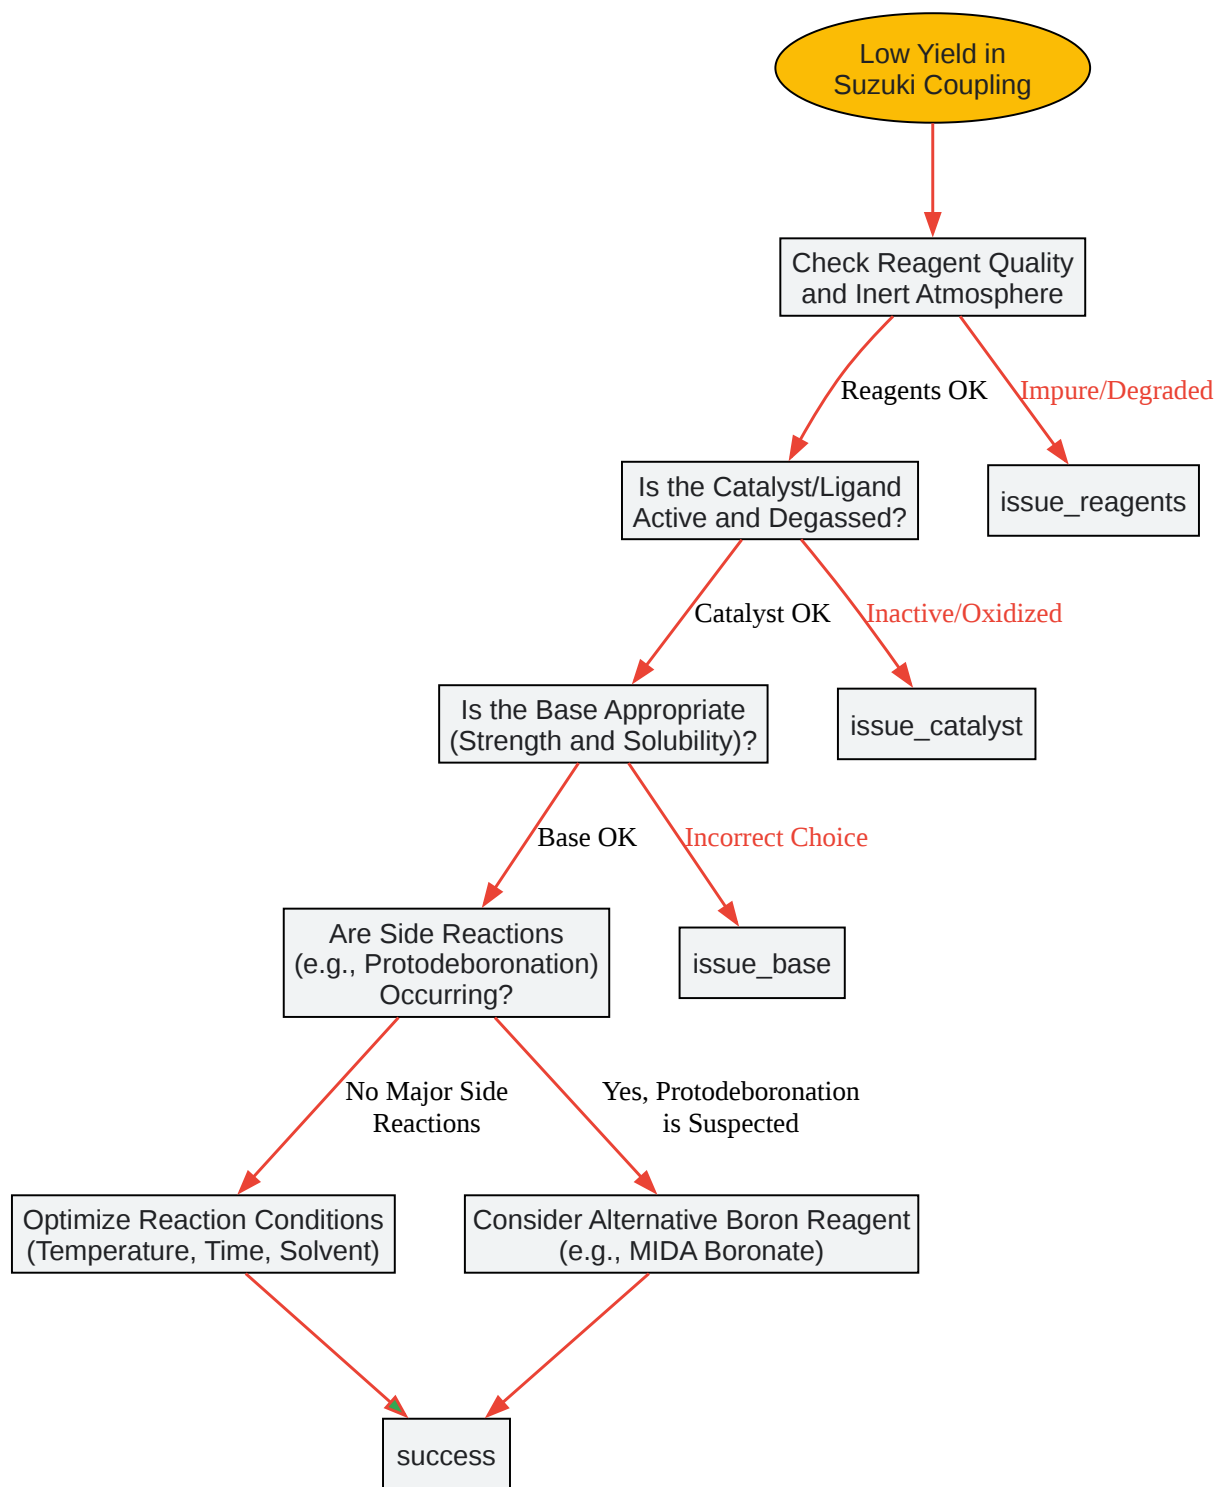 Low Yield in
Suzuki Coupling
Check Reagent Quality
and Inert Atmosphere
Reagents OK
Impure/Degraded
Is the Catalyst/Ligand
Active and Degassed?
issue_reagents
Catalyst OK
Inactive/Oxidized
Is the Base Appropriate
(Strength and Solubility)?
issue_catalyst
Base OK
Incorrect Choice
Are Side Reactions
(e.g., Protodeboronation)
Occurring?
issue_base
No Major Side
Reactions
Yes, Protodeboronation
is Suspected
Optimize Reaction Conditions
(Temperature, Time, Solvent)
Consider Alternative Boron Reagent
(e.g., MIDA Boronate)
success